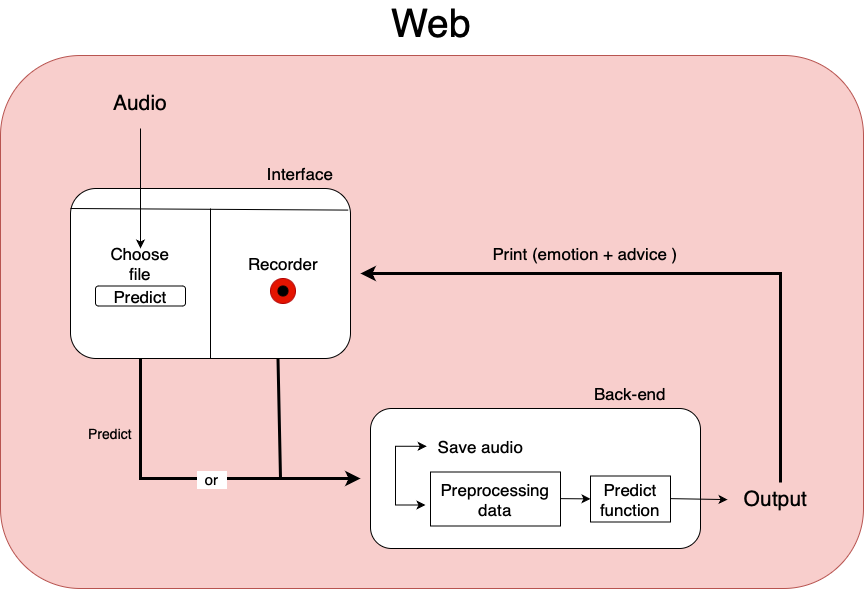 Web
Audio
Interface
Choose
file
Predict
Recorder
Print (emotion + advice )
Predict
or
Back-end
Save audio
Preprocessing
data
Predict
function
Output